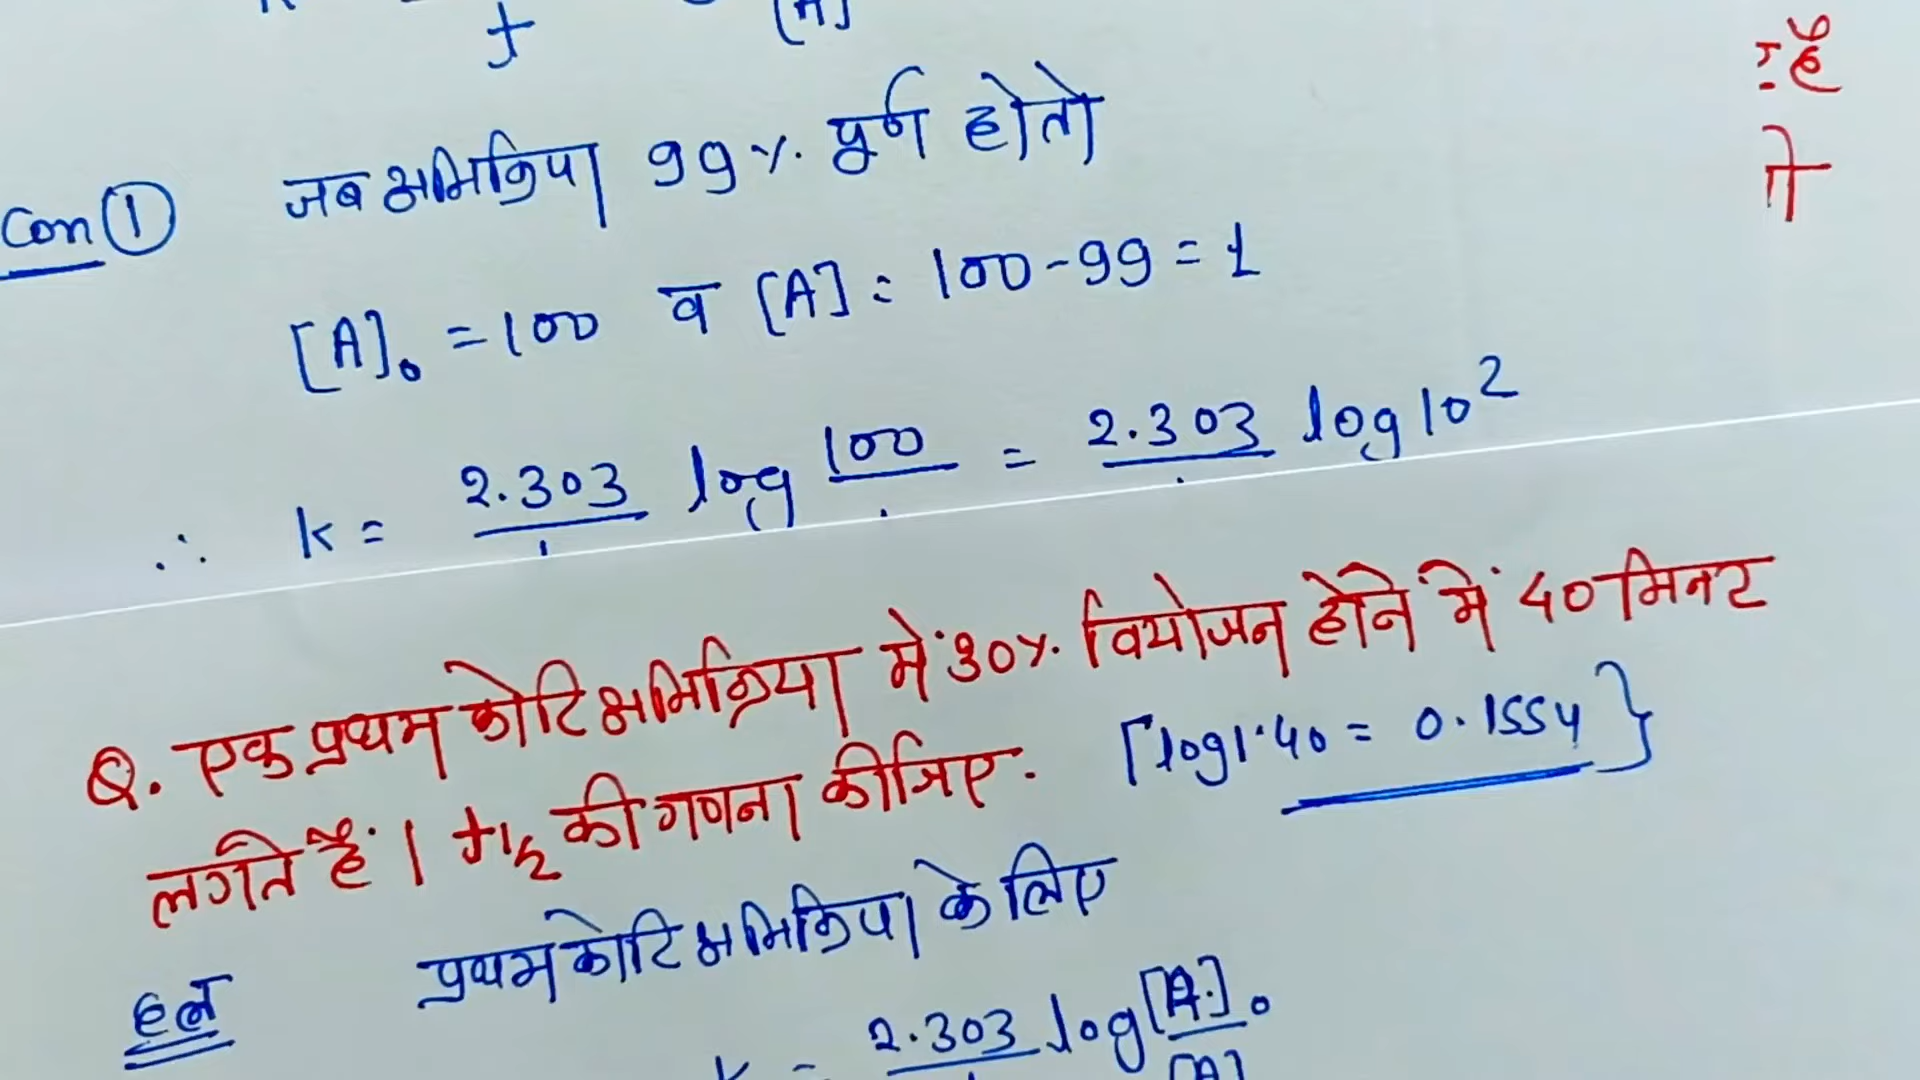 t [A]
Con ① जब अभिक्रिया 99% पूर्ण हो तो
[A]₀ = 100 व [A] = 100-99 = 1
∴ k = 2.303 log 100 = 2.303 log 10²
Q. एक प्रथम कोटि अभिक्रिया में 30% वियोजन होने में 40 मिनट
लगते हैं। t1/2 की गणना कीजिए. [log1.40 = 0.1554}
हल प्रथम कोटि अभिक्रिया के लिए
k = 2.303 log [A]₀
[A]
है